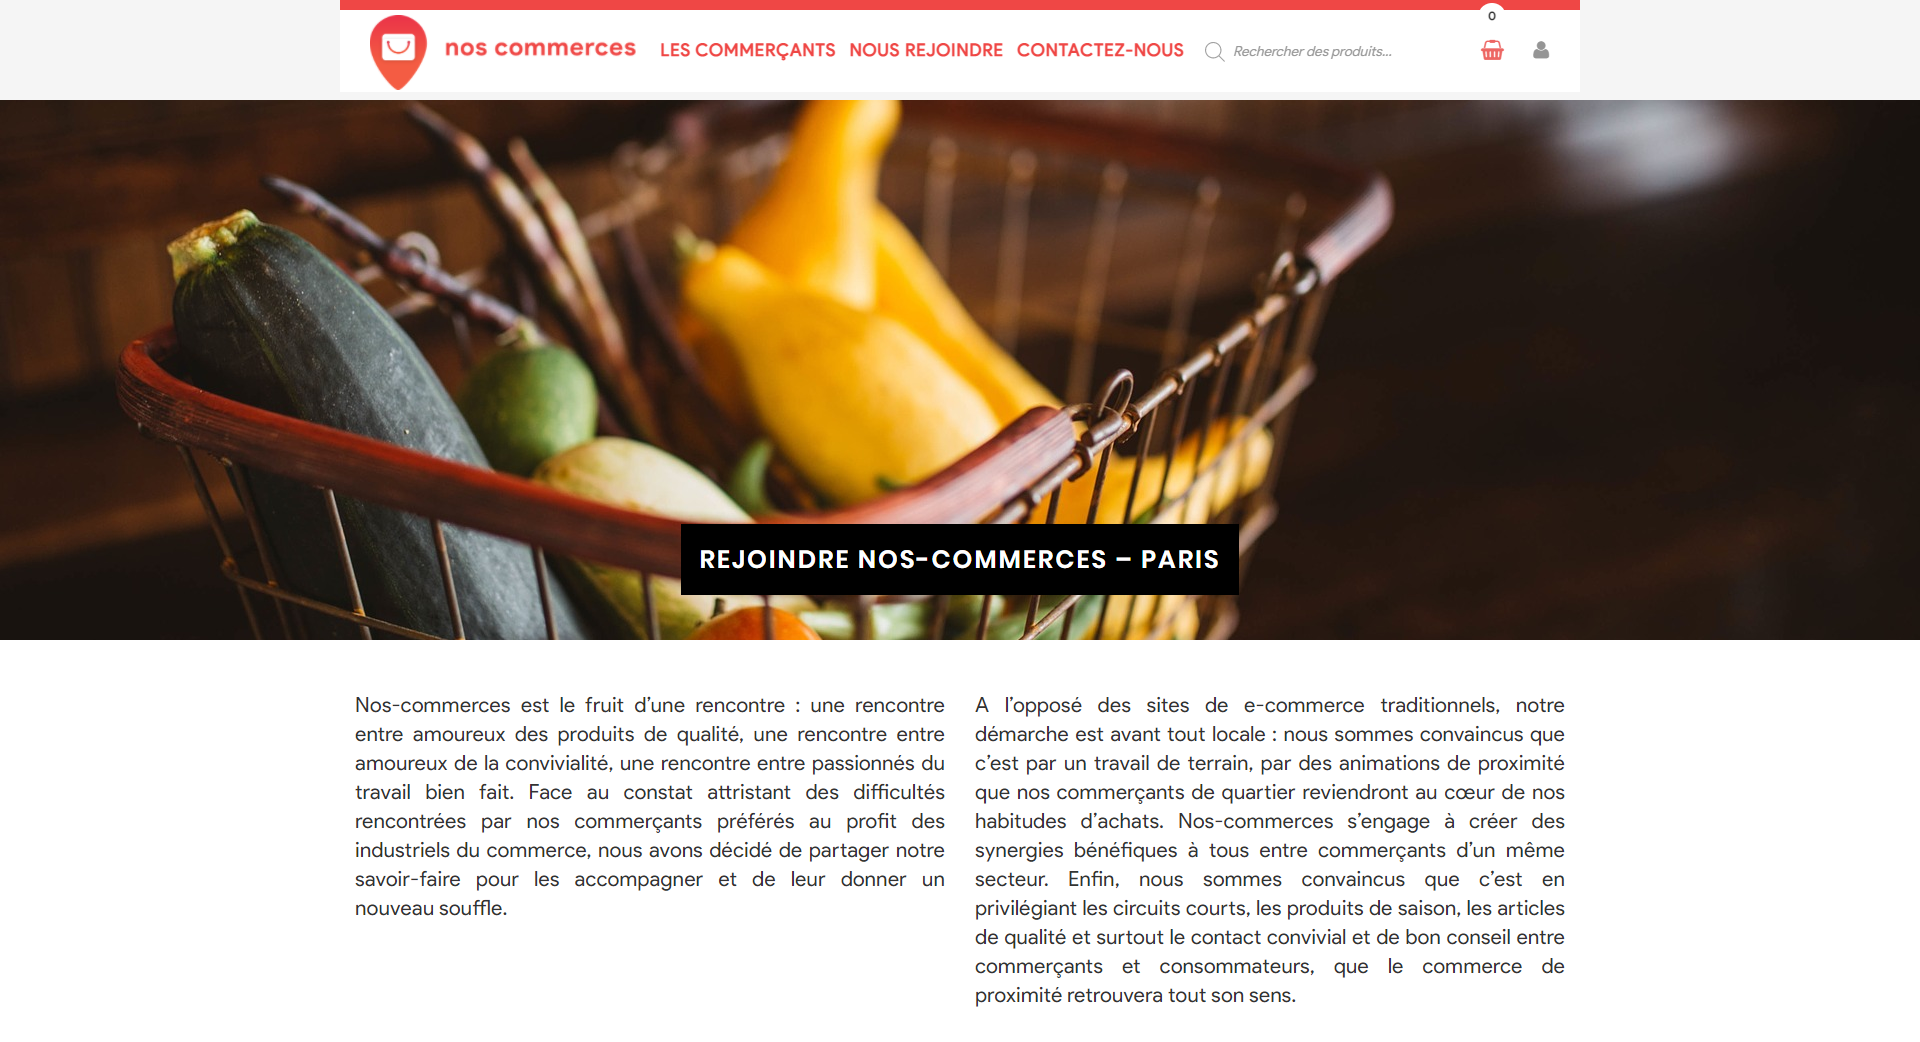 0
nos commerces LES COMMERÇANTS NOUS REJOINDRE CONTACTEZ-NOUS Rechercher des produits...
REJOINDRE NOS-COMMERCES – PARIS
Nos-commerces est le fruit d’une rencontre : une rencontre
entre amoureux des produits de qualité, une rencontre entre
amoureux de la convivialité, une rencontre entre passionnés du
travail bien fait. Face au constat attristant des difficultés
rencontrées par nos commerçants préférés au profit des
industriels du commerce, nous avons décidé de partager notre
savoir-faire pour les accompagner et de leur donner un
nouveau souffle.
A l’opposé des sites de e-commerce traditionnels, notre
démarche est avant tout locale : nous sommes convaincus que
c’est par un travail de terrain, par des animations de proximité
que nos commerçants de quartier reviendront au cœur de nos
habitudes d’achats. Nos-commerces s’engage à créer des
synergies bénéfiques à tous entre commerçants d’un même
secteur. Enfin, nous sommes convaincus que c’est en
privilégiant les circuits courts, les produits de saison, les articles
de qualité et surtout le contact convivial et de bon conseil entre
commerçants et consommateurs, que le commerce de
proximité retrouvera tout son sens.